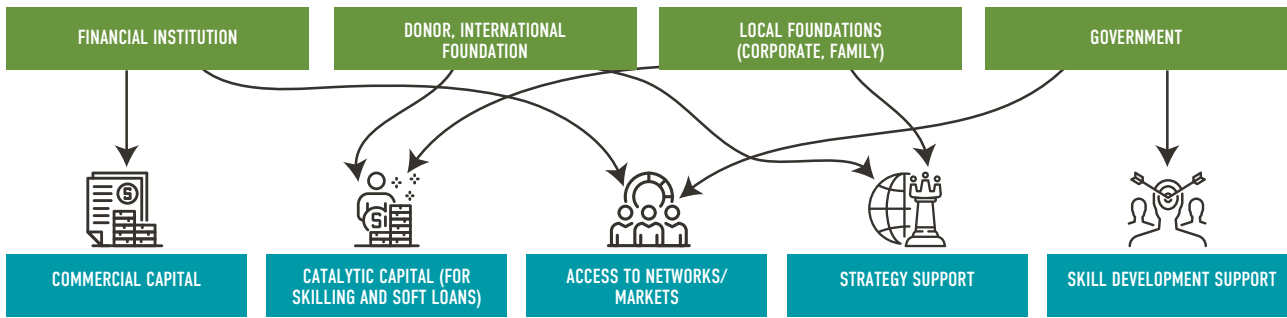 FINANCIAL INSTITUTION
DONOR, INTERNATIONAL
FOUNDATION
LOCAL FOUNDATIONS
(CORPORATE, FAMILY)
GOVERNMENT
COMMERCIAL CAPITAL
CATALYTIC CAPITAL (FOR
SKILLING AND SOFT LOANS)
ACCESS TO NETWORKS/
MARKETS
STRATEGY SUPPORT
SKILL DEVELOPMENT SUPPORT